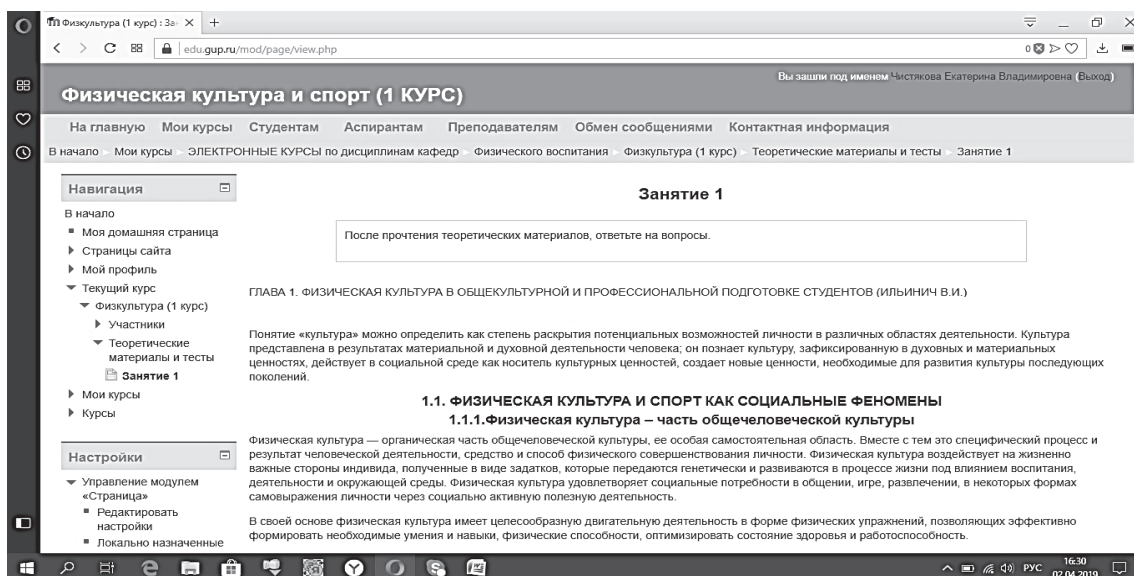 Физкультура (1 курс) : За
edu.gup.ru/mod/page/view.php
0
Вы зашли под именем Чистякова Екатерина Владимировна (Выход)
Физическая культура и спорт (1 КУРС)
На главную Мои курсы Студентам Аспирантам Преподавателям Обмен сообщениями Контактная информация
В начало Мои курсы ЭЛЕКТРОННЫЕ КУРСЫ по дисциплинам кафедр Физического воспитания Физкультура (1 курс) Теоретические материалы и тесты Занятие 1
Навигация
В начало
Моя домашняя страница
Страницы сайта
Мой профиль
Текущий курс
Физкультура (1 курс)
Участники
Теоретические
материалы и тесты
Занятие 1
Мои курсы
Курсы
Настройки
Управление модулем
«Страница»
Редактировать
настройки
Локально назначенные
Занятие 1
После прочтения теоретических материалов, ответьте на вопросы.
ГЛАВА 1. ФИЗИЧЕСКАЯ КУЛЬТУРА В ОБЩЕКУЛЬТУРНОЙ И ПРОФЕССИОНАЛЬНОЙ ПОДГОТОВКЕ СТУДЕНТОВ (ИЛЬИНИЧ В.И.)
Понятие «культура» можно определить как степень раскрытия потенциальных возможностей личности в различных областях деятельности. Культура
представлена в результатах материальной и духовной деятельности человека; он познает культуру, зафиксированную в духовных и материальных
ценностях, действует в социальной среде как носитель культурных ценностей, создает новые ценности, необходимые для развития культуры последующих
поколений.
1.1. ФИЗИЧЕСКАЯ КУЛЬТУРА И СПОРТ КАК СОЦИАЛЬНЫЕ ФЕНОМЕНЫ
1.1.1.Физическая культура – часть общечеловеческой культуры
Физическая культура — органическая часть общечеловеческой культуры, ее особая самостоятельная область. Вместе с тем это специфический процесс и
результат человеческой деятельности, средство и способ физического совершенствования личности. Физическая культура воздействует на жизненно
важные стороны индивида, полученные в виде задатков, которые передаются генетически и развиваются в процессе жизни под влиянием воспитания,
деятельности и окружающей среды. Физическая культура удовлетворяет социальные потребности в общении, игре, развлечении, в некоторых формах
самовыражения личности через социально активную полезную деятельность.
В своей основе физическая культура имеет целесообразную двигательную деятельность в форме физических упражнений, позволяющих эффективно
формировать необходимые умения и навыки, физические способности, оптимизировать состояние здоровья и работоспособность.
РУС
16:30
02.04.2019